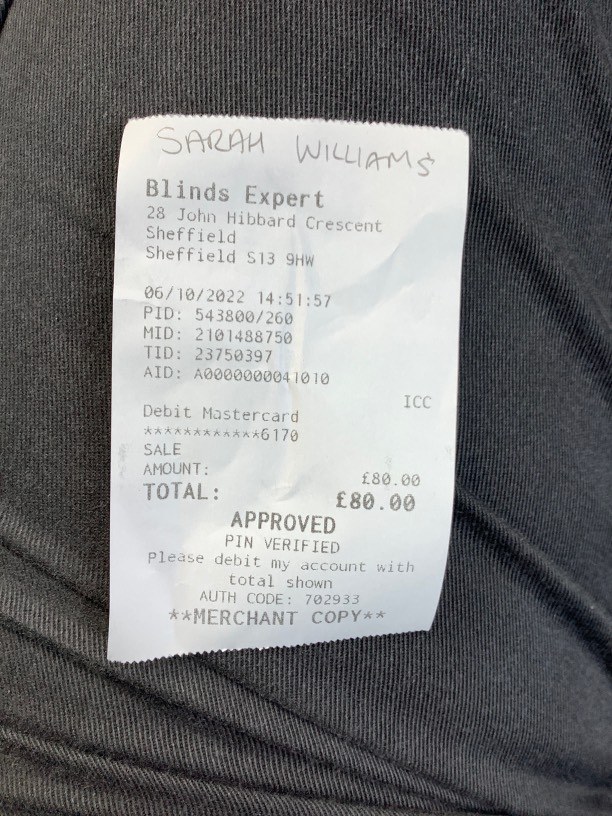 SARAH WILLIAMS
Blinds Expert
28 John Hibbard Crescent
Sheffield
Sheffield S13 9HW
06/10/2022 14:51:57
PID: 543800/260
MID: 2101488750
TID: 23750397
AID: A0000000041010
ICC
Debit Mastercard
************6170
SALE
AMOUNT: £80.00
TOTAL: £80.00
APPROVED
PIN VERIFIED
Please debit my account with
total shown
AUTH CODE: 702933
**MERCHANT COPY**